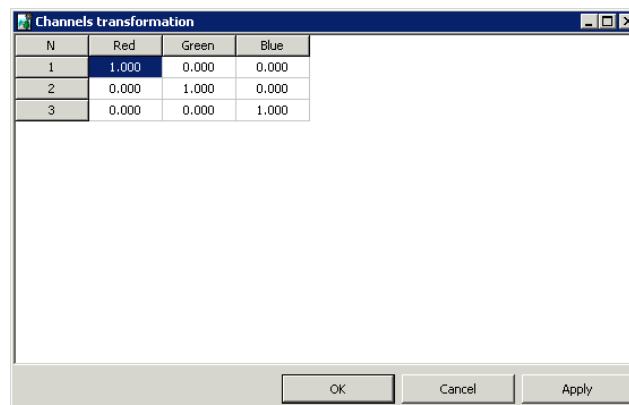 Channels transformation
N Red Green Blue
1 1.000 0.000 0.000
2 0.000 1.000 0.000
3 0.000 0.000 1.000
OK Cancel Apply